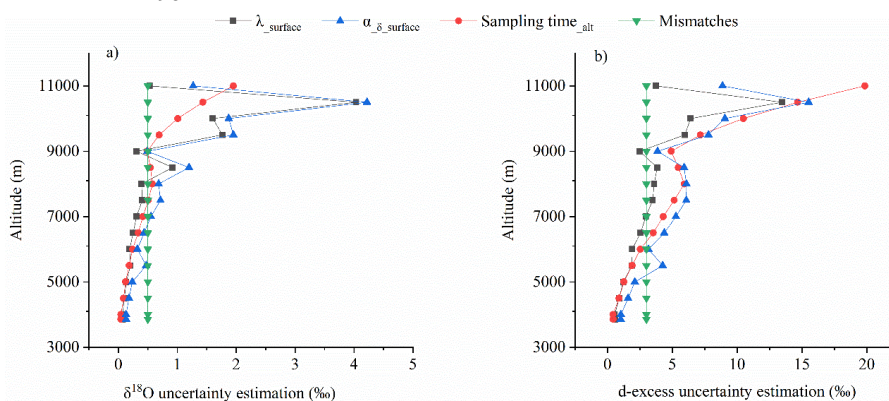 λ_surface α_δ_surface Sampling time_alt Mismatches
a)
11000
9000
7000
5000
3000
Altitude (m)
0 1 2 3 4 5
δ18O uncertainty estimation (‰)
b)
11000
9000
7000
5000
3000
Altitude (m)
0 5 10 15 20
d-excess uncertainty estimation (‰)